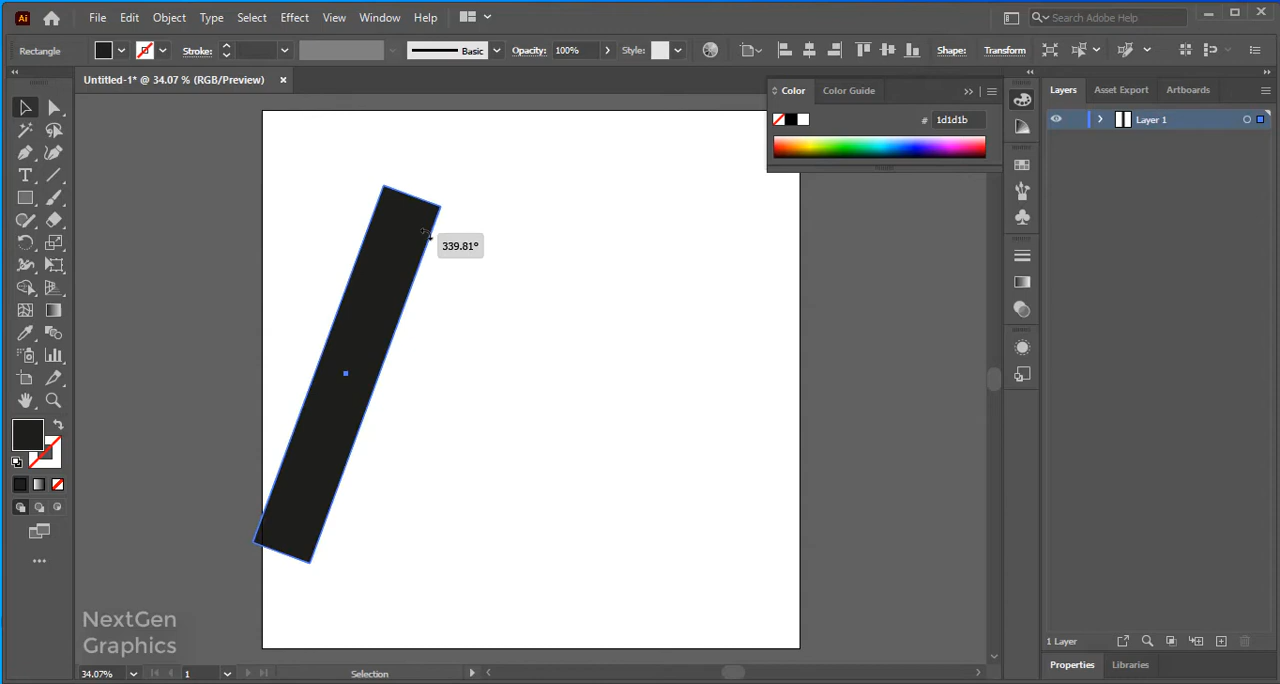 Ai File Edit Object Type Select Effect View Window Help Search Adobe Help
Rectangle Stroke: Basic Opacity: 100% Style: Shape: Transform
Untitled-1* @ 34.07 % (RGB/Preview)
Color Color Guide
# 1d1d1b
Layers Asset Export Artboards
Layer 1
339.81°
NextGen
Graphics
1 Layer
Properties Libraries
34.07% 1 Selection